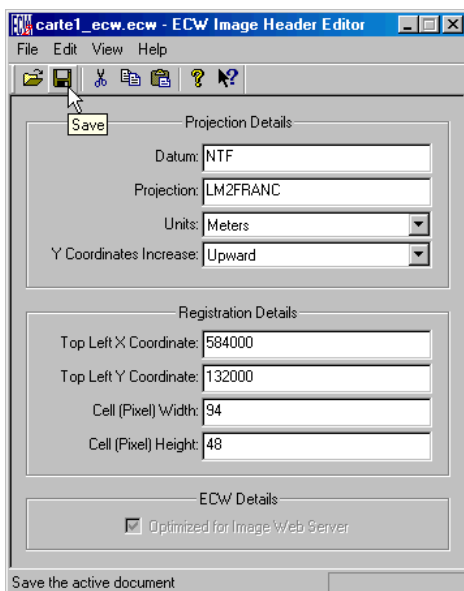 carte1_ecw.ecw - ECW Image Header Editor
File Edit View Help
Save
Projection Details
Datum: NTF
Projection: LM2FRANC
Units: Meters
Y Coordinates Increase: Upward
Registration Details
Top Left X Coordinate: 584000
Top Left Y Coordinate: 132000
Cell (Pixel) Width: 94
Cell (Pixel) Height: 48
ECW Details
Optimized for Image Web Server
Save the active document